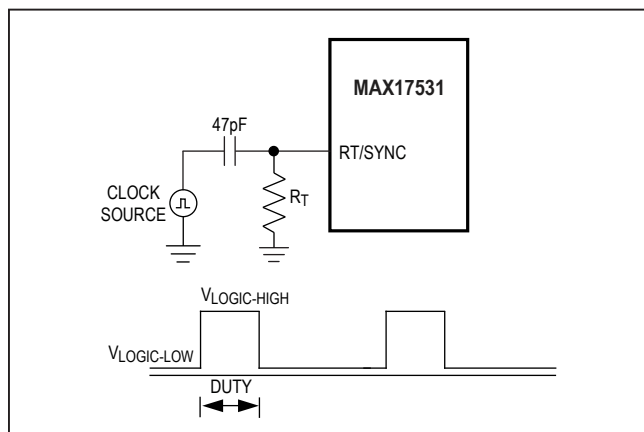 MAX17531
47pF
RT/SYNC
RT
CLOCK
SOURCE
VLOGIC-HIGH
VLOGIC-LOW
DUTY